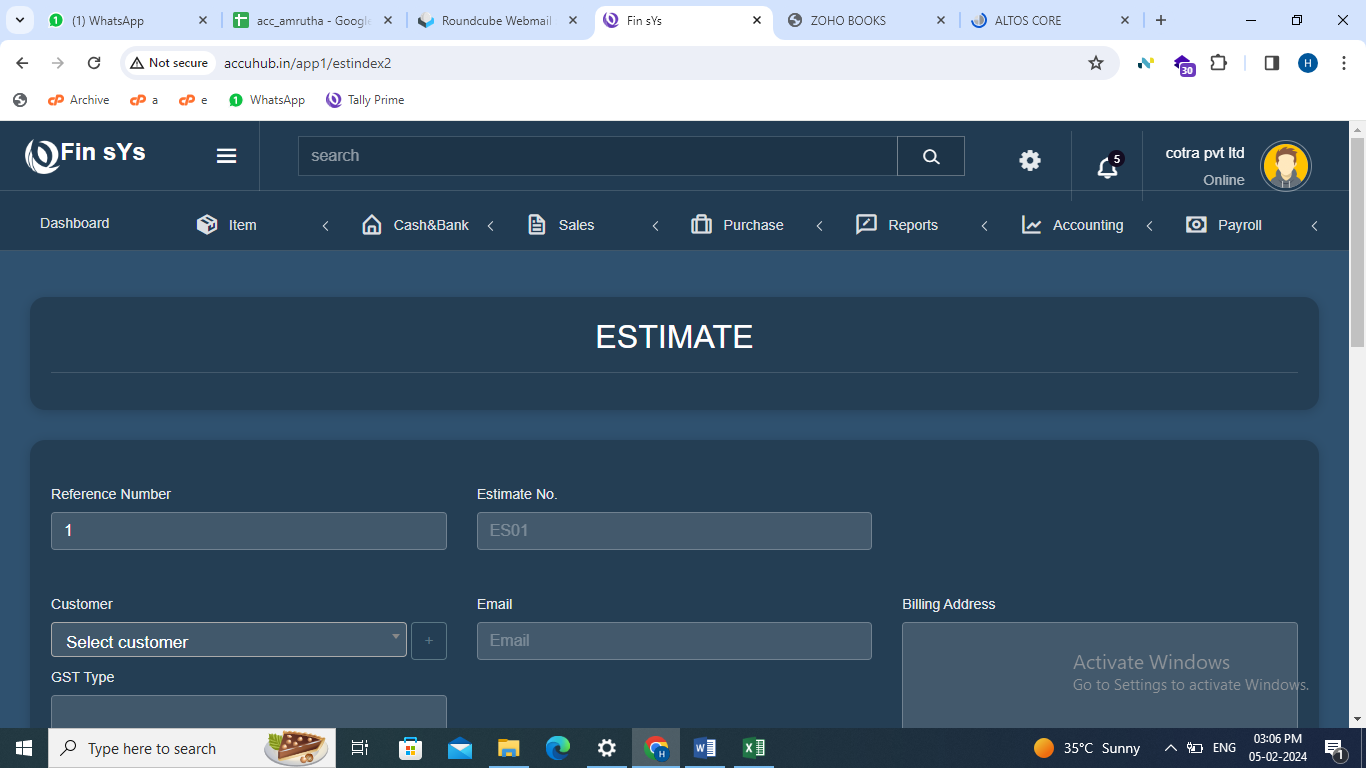 (1) WhatsApp
acc_amrutha - Google
Roundcube Webmail
Fin sYs
ZOHO BOOKS
ALTOS CORE
Not secure
accuhub.in/app1/estindex2
30
H
Archive
a
e
WhatsApp
Tally Prime
Fin sYs
search
5
cotra pvt ltd
Online
Dashboard
Item
Cash&Bank
Sales
Purchase
Reports
Accounting
Payroll
ESTIMATE
Reference Number
Estimate No.
1
ES01
Customer
Email
Billing Address
Select customer
+
Email
GST Type
Activate Windows
Go to Settings to activate Windows.
Type here to search
35°C Sunny
ENG
03:06 PM
05-02-2024
1